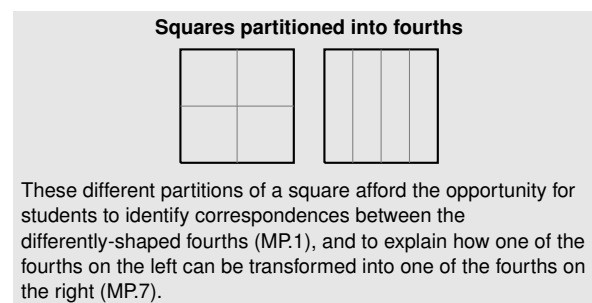 Squares partitioned into fourths
These different partitions of a square afford the opportunity for
students to identify correspondences between the
differently-shaped fourths (MP.1), and to explain how one of the
fourths on the left can be transformed into one of the fourths on
the right (MP.7).